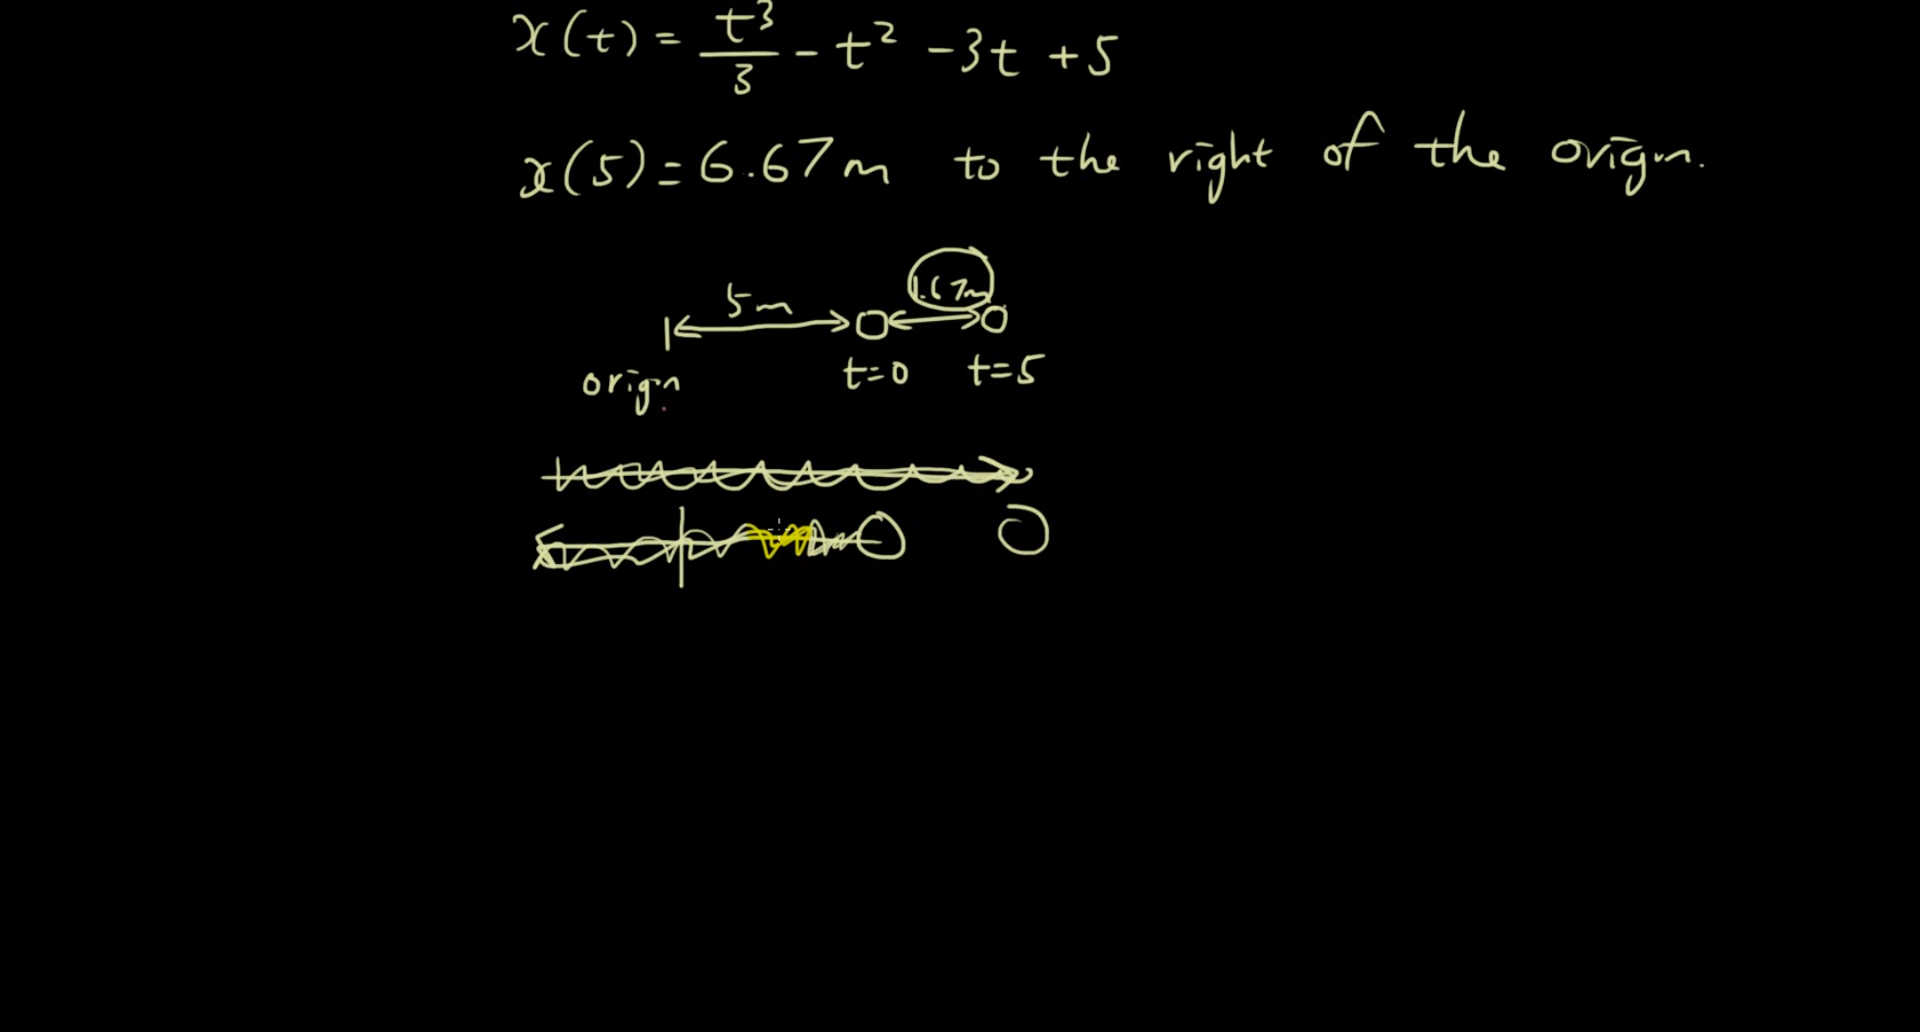 x(t) = t³/3 - t² - 3t + 5
x(5) = 6.67m to the right of the origin.
5m 1.67m
t=0 t=5
origin